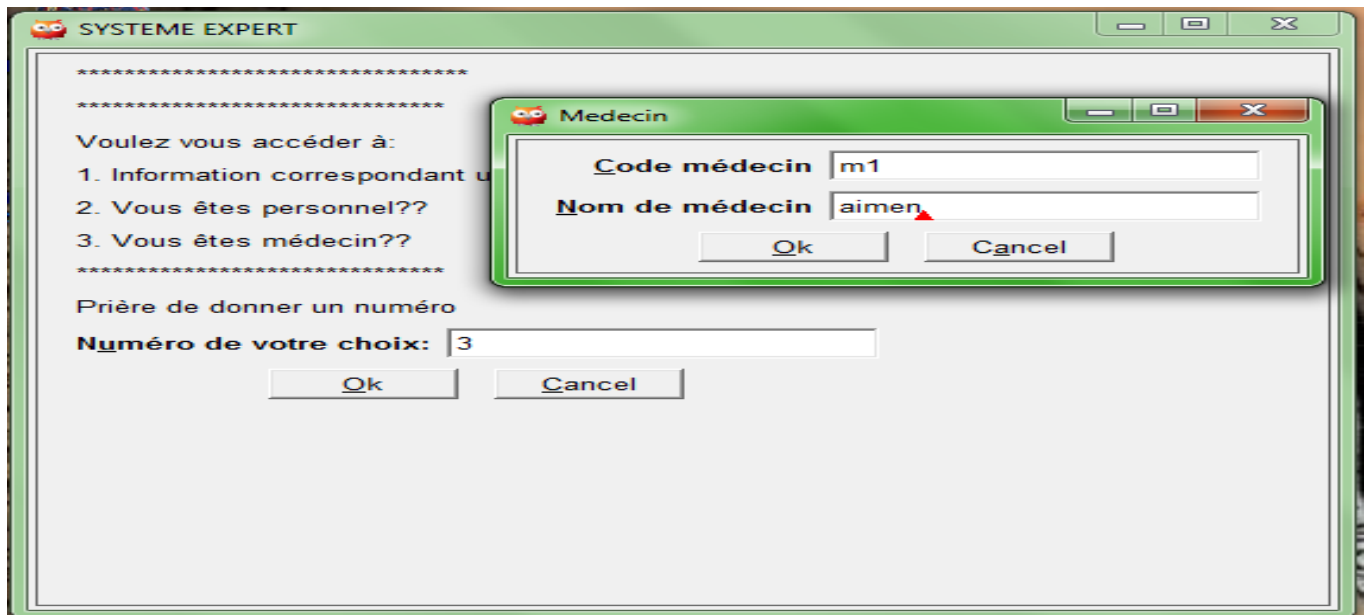 SYSTEME EXPERT
*********************************
*******************************
Voulez vous accéder à:
1. Information correspondant u
2. Vous êtes personnel??
3. Vous êtes médecin??
*******************************
Prière de donner un numéro
Numéro de votre choix: 3
Ok Cancel
Medecin
Code médecin m1
Nom de médecin aimen
Ok Cancel